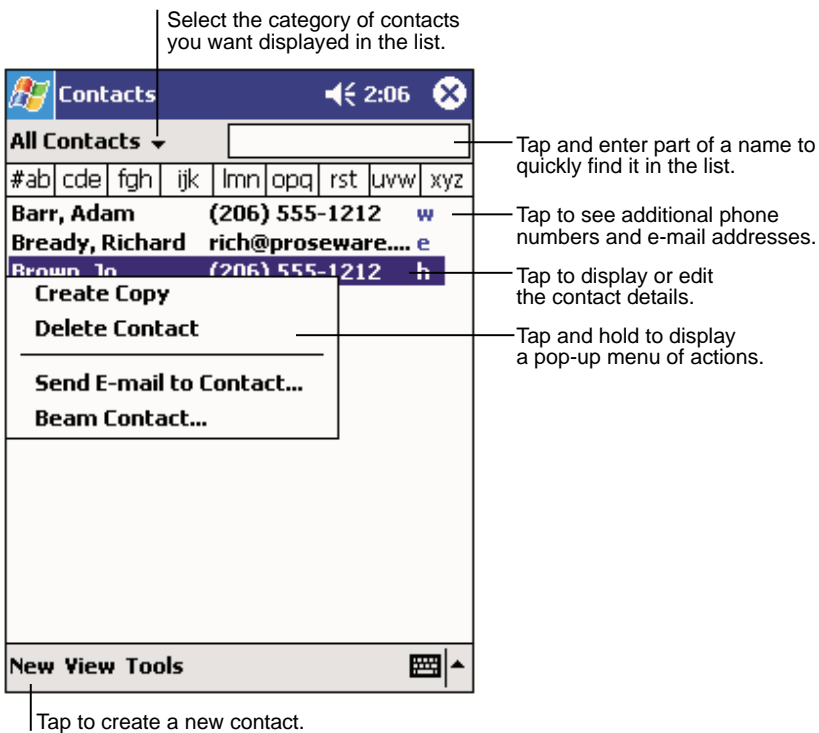 Select the category of contacts
you want displayed in the list.
Contacts 2:06
All Contacts
Tap and enter part of a name to
quickly find it in the list.
#ab cde fgh ijk lmn opq rst uvw xyz
Barr, Adam (206) 555-1212 w
Tap to see additional phone
numbers and e-mail addresses.
Bready, Richard rich@proseware.... e
Brown, Jo (206) 555-1212 h
Tap to display or edit
the contact details.
Create Copy
Delete Contact
Tap and hold to display
a pop-up menu of actions.
Send E-mail to Contact...
Beam Contact...
New View Tools
Tap to create a new contact.